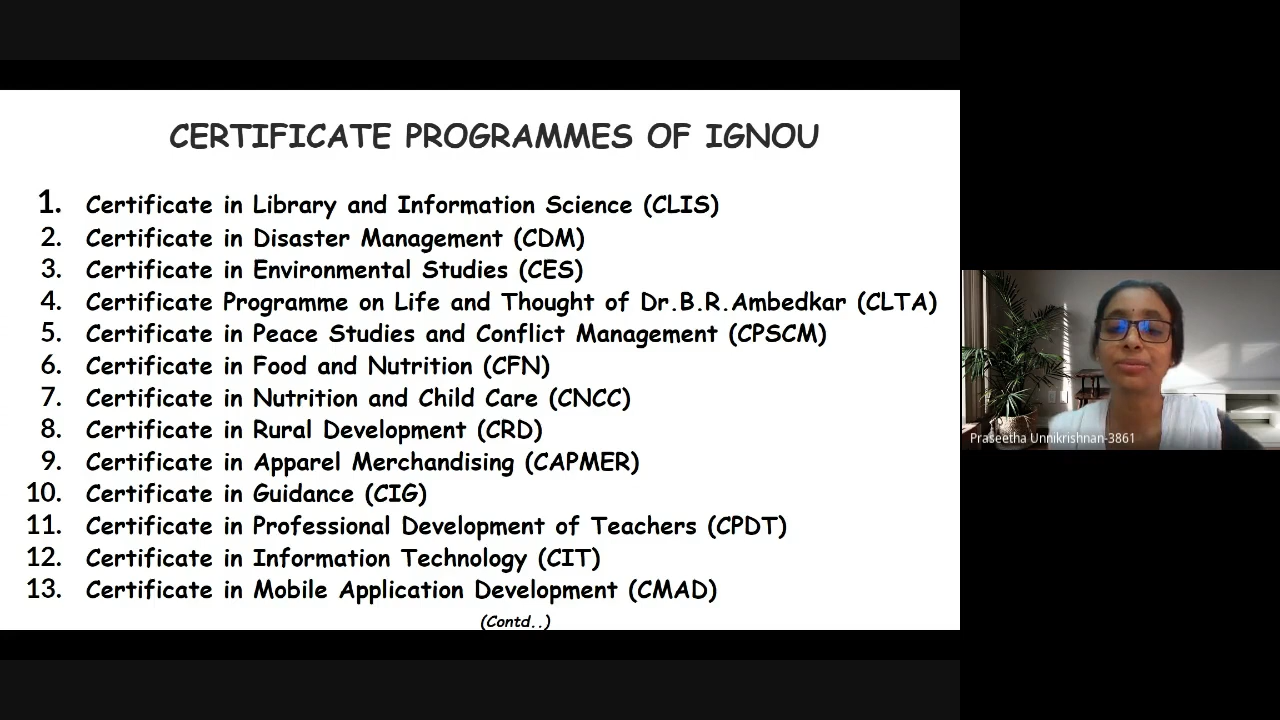 CERTIFICATE PROGRAMMES OF IGNOU
1. Certificate in Library and Information Science (CLIS)
2. Certificate in Disaster Management (CDM)
3. Certificate in Environmental Studies (CES)
4. Certificate Programme on Life and Thought of Dr.B.R.Ambedkar (CLTA)
5. Certificate in Peace Studies and Conflict Management (CPSCM)
6. Certificate in Food and Nutrition (CFN)
7. Certificate in Nutrition and Child Care (CNCC)
8. Certificate in Rural Development (CRD)
9. Certificate in Apparel Merchandising (CAPMER)
10. Certificate in Guidance (CIG)
11. Certificate in Professional Development of Teachers (CPDT)
12. Certificate in Information Technology (CIT)
13. Certificate in Mobile Application Development (CMAD)
(Contd..)
Praseetha Unnikrishnan-3861